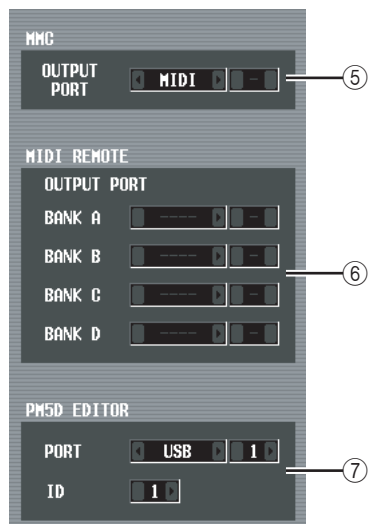 MMC
OUTPUT PORT MIDI - ⑤
MIDI REMOTE
OUTPUT PORT
BANK A ---- -
BANK B ---- -
⑥
BANK C ---- -
BANK D ---- -
PM5D EDITOR
PORT USB 1
⑦
ID 1